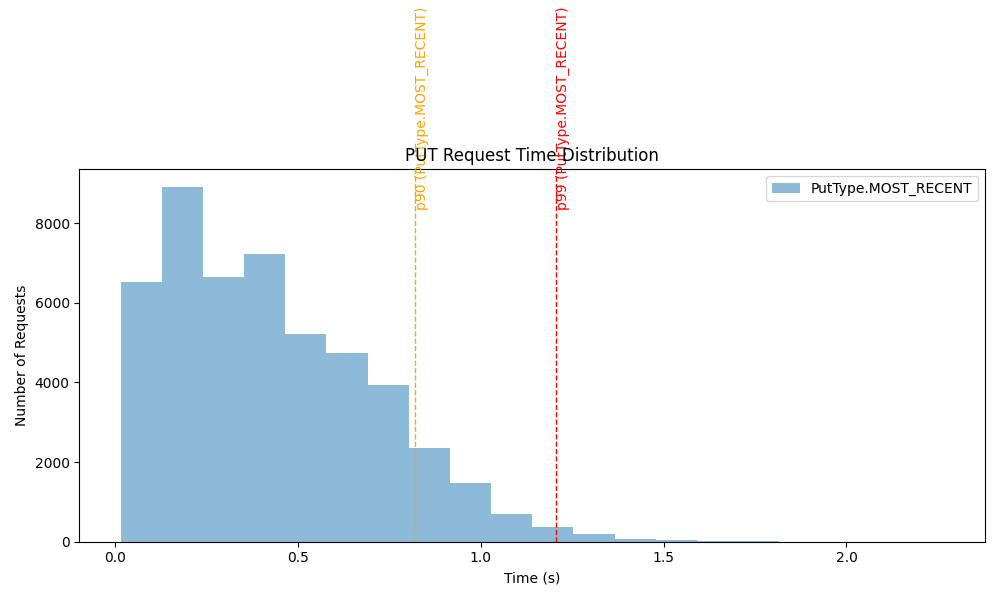 p90 (PutType.MOST_RECENT)
p99 (PutType.MOST_RECENT)
PUT Request Time Distribution
PutType.MOST_RECENT
Number of Requests
8000
6000
4000
2000
0
0.0
0.5
1.0
1.5
2.0
Time (s)